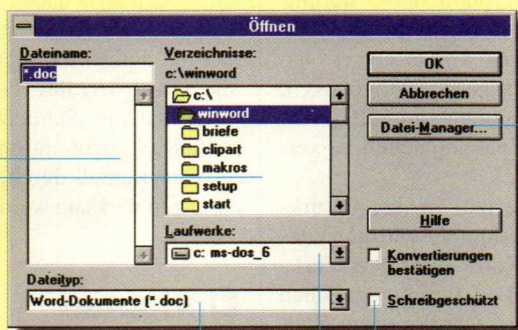 Öffnen
Dateiname:
*.doc
Verzeichnisse:
c:\winword
c:\
winword
briefe
clipart
makros
setup
start
Laufwerke:
c: ms-dos_6
Dateityp:
Word-Dokumente (*.doc)
OK
Abbrechen
Datei-Manager...
Hilfe
Konvertierungen
bestätigen
Schreibgeschützt